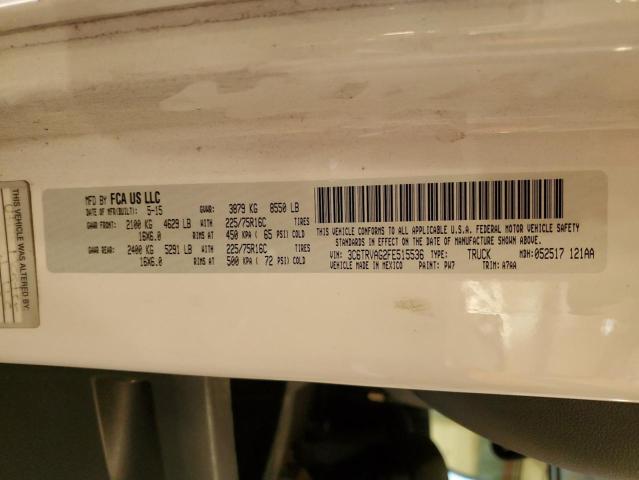 MFD BY FCA US LLC
DATE OF MFR(BUILT): 5-15 GVWR: 3879 KG 8550 LB
GAWR FRONT: 2100 KG 4629 LB WITH 225/75R16C TIRES
16X6.0 RIMS AT 450 KPA ( 65 PSI) COLD
GAWR REAR: 2400 KG 5291 LB WITH 225/75R16C TIRES
16X6.0 RIMS AT 500 KPA ( 72 PSI) COLD
THIS VEHICLE CONFORMS TO ALL APPLICABLE U.S.A. FEDERAL MOTOR VEHICLE SAFETY
STANDARDS IN EFFECT ON THE DATE OF MANUFACTURE SHOWN ABOVE.
VIN: 3C6TRVAG2FE515536 TYPE: TRUCK MDH: 052517 121AA
VEHICLE MADE IN MEXICO PAINT: PW7 TRIM: A7AA
THIS VEHICLE WAS ALTERED BY: